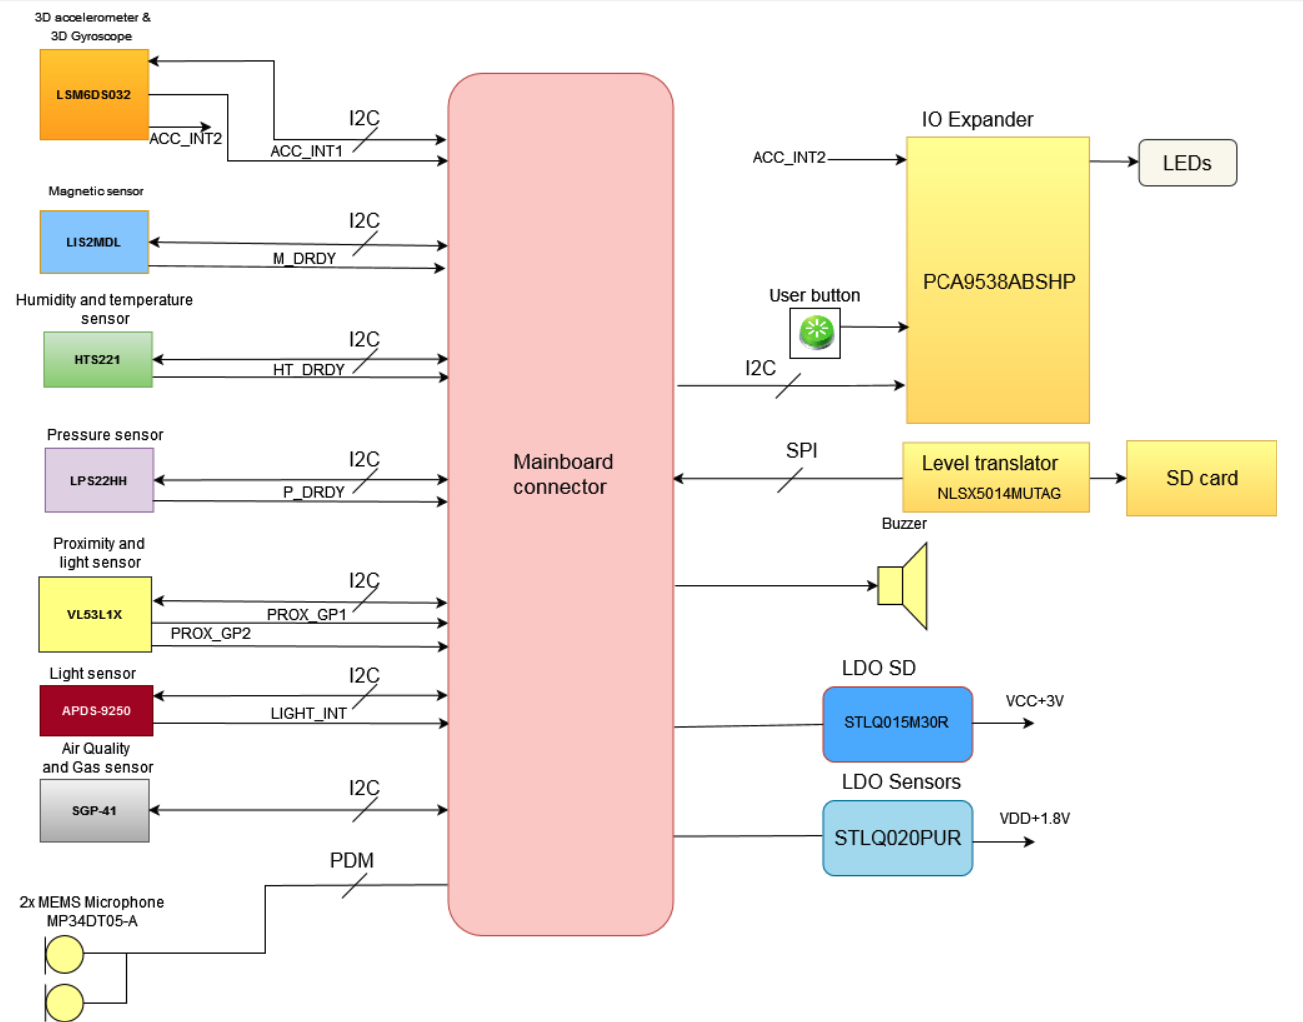 3D accelerometer &
3D Gyroscope
LSM6DS032
ACC_INT2
I2C
ACC_INT1
Magnetic sensor
LIS2MDL
I2C
M_DRDY
Humidity and temperature
sensor
HTS221
I2C
HT_DRDY
Pressure sensor
LPS22HH
I2C
P_DRDY
Proximity and
light sensor
VL53L1X
I2C
PROX_GP1
PROX_GP2
Light sensor
APDS-9250
I2C
LIGHT_INT
Air Quality
and Gas sensor
SGP-41
I2C
PDM
2x MEMS Microphone
MP34DT05-A
Mainboard
connector
IO Expander
ACC_INT2
LEDs
PCA9538ABSHP
User button
I2C
SPI
Level translator
NLSX5014MUTAG
SD card
Buzzer
LDO SD
STLQ015M30R
VCC+3V
LDO Sensors
STLQ020PUR
VDD+1.8V